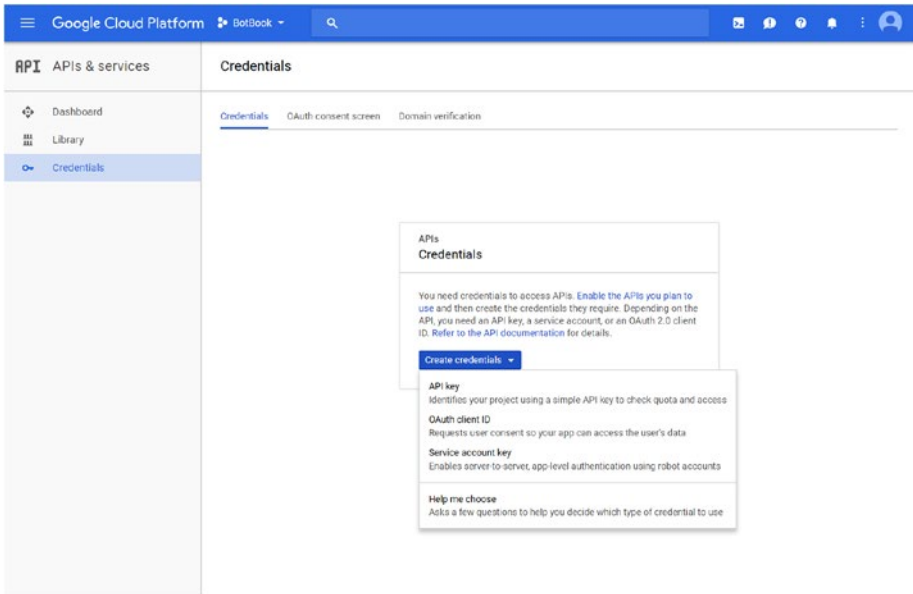 Google Cloud Platform BotBook
API APIs & services
Credentials
Dashboard
Library
Credentials
Credentials OAuth consent screen Domain verification
APIs
Credentials
You need credentials to access APIs. Enable the APIs you plan to
use and then create the credentials they require. Depending on the
API, you need an API key, a service account, or an OAuth 2.0 client
ID. Refer to the API documentation for details.
Create credentials
API key
Identifies your project using a simple API key to check quota and access
OAuth client ID
Requests user consent so your app can access the user's data
Service account key
Enables server-to-server, app-level authentication using robot accounts
Help me choose
Asks a few questions to help you decide which type of credential to use